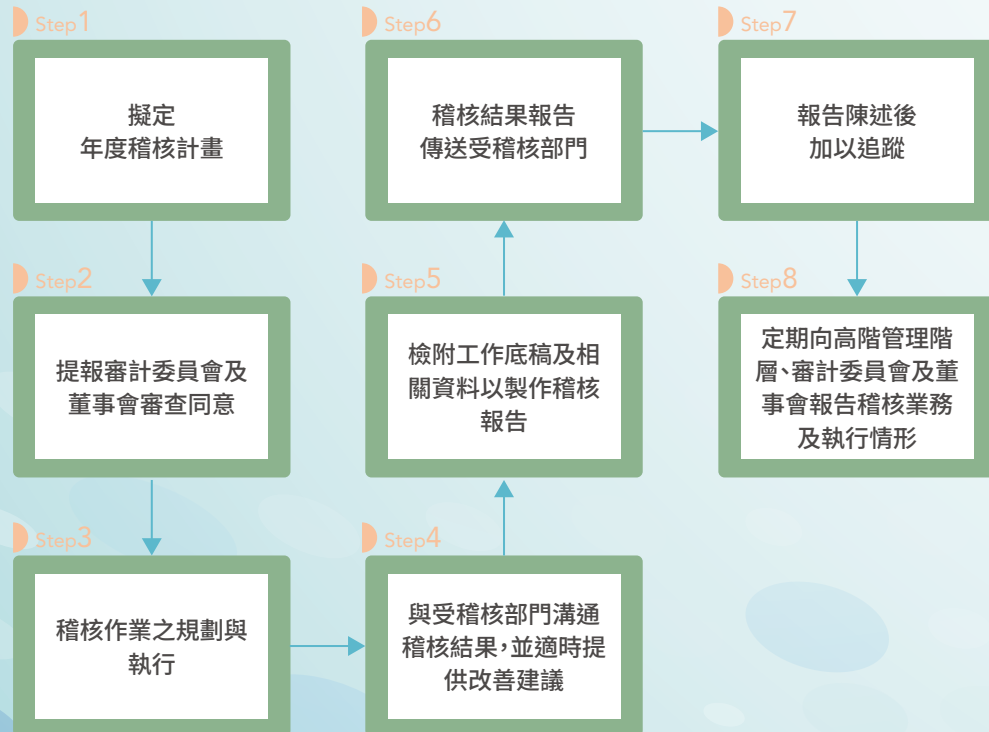 Step1
擬定
年度稽核計畫
Step2
提報審計委員會及
董事會審查同意
Step3
稽核作業之規劃與
執行
Step4
與受稽核部門溝通
稽核結果，並適時提
供改善建議
Step5
檢附工作底稿及相
關資料以製作稽核
報告
Step6
稽核結果報告
傳送受稽核部門
Step7
報告陳述後
加以追蹤
Step8
定期向高階管理階
層、審計委員會及董
事會報告稽核業務
及執行情形